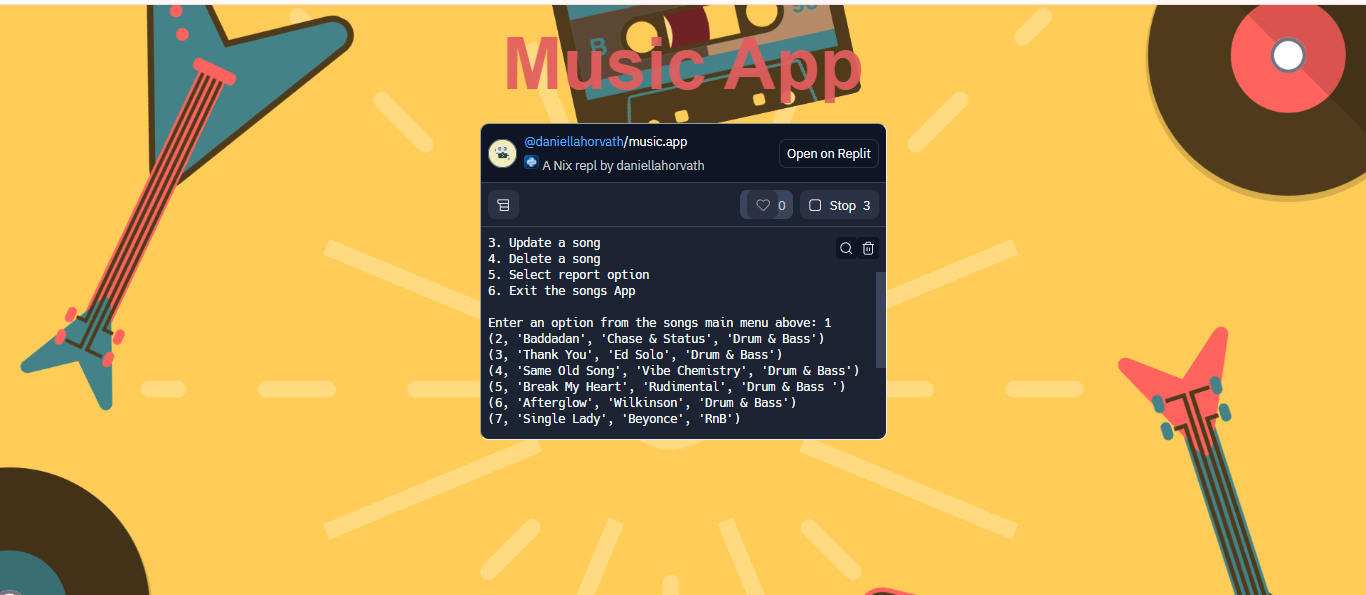 90
B
Music App
@daniellahorvath/music.app
A Nix repl by daniellahorvath
Open on Replit
0
Stop 3
3. Update a song
4. Delete a song
5. Select report option
6. Exit the songs App
Enter an option from the songs main menu above: 1
(2, 'Baddadan', 'Chase & Status', 'Drum & Bass')
(3, 'Thank You', 'Ed Solo', 'Drum & Bass')
(4, 'Same Old Song', 'Vibe Chemistry', 'Drum & Bass')
(5, 'Break My Heart', 'Rudimental', 'Drum & Bass ')
(6, 'Afterglow', 'Wilkinson', 'Drum & Bass')
(7, 'Single Lady', 'Beyonce', 'RnB')